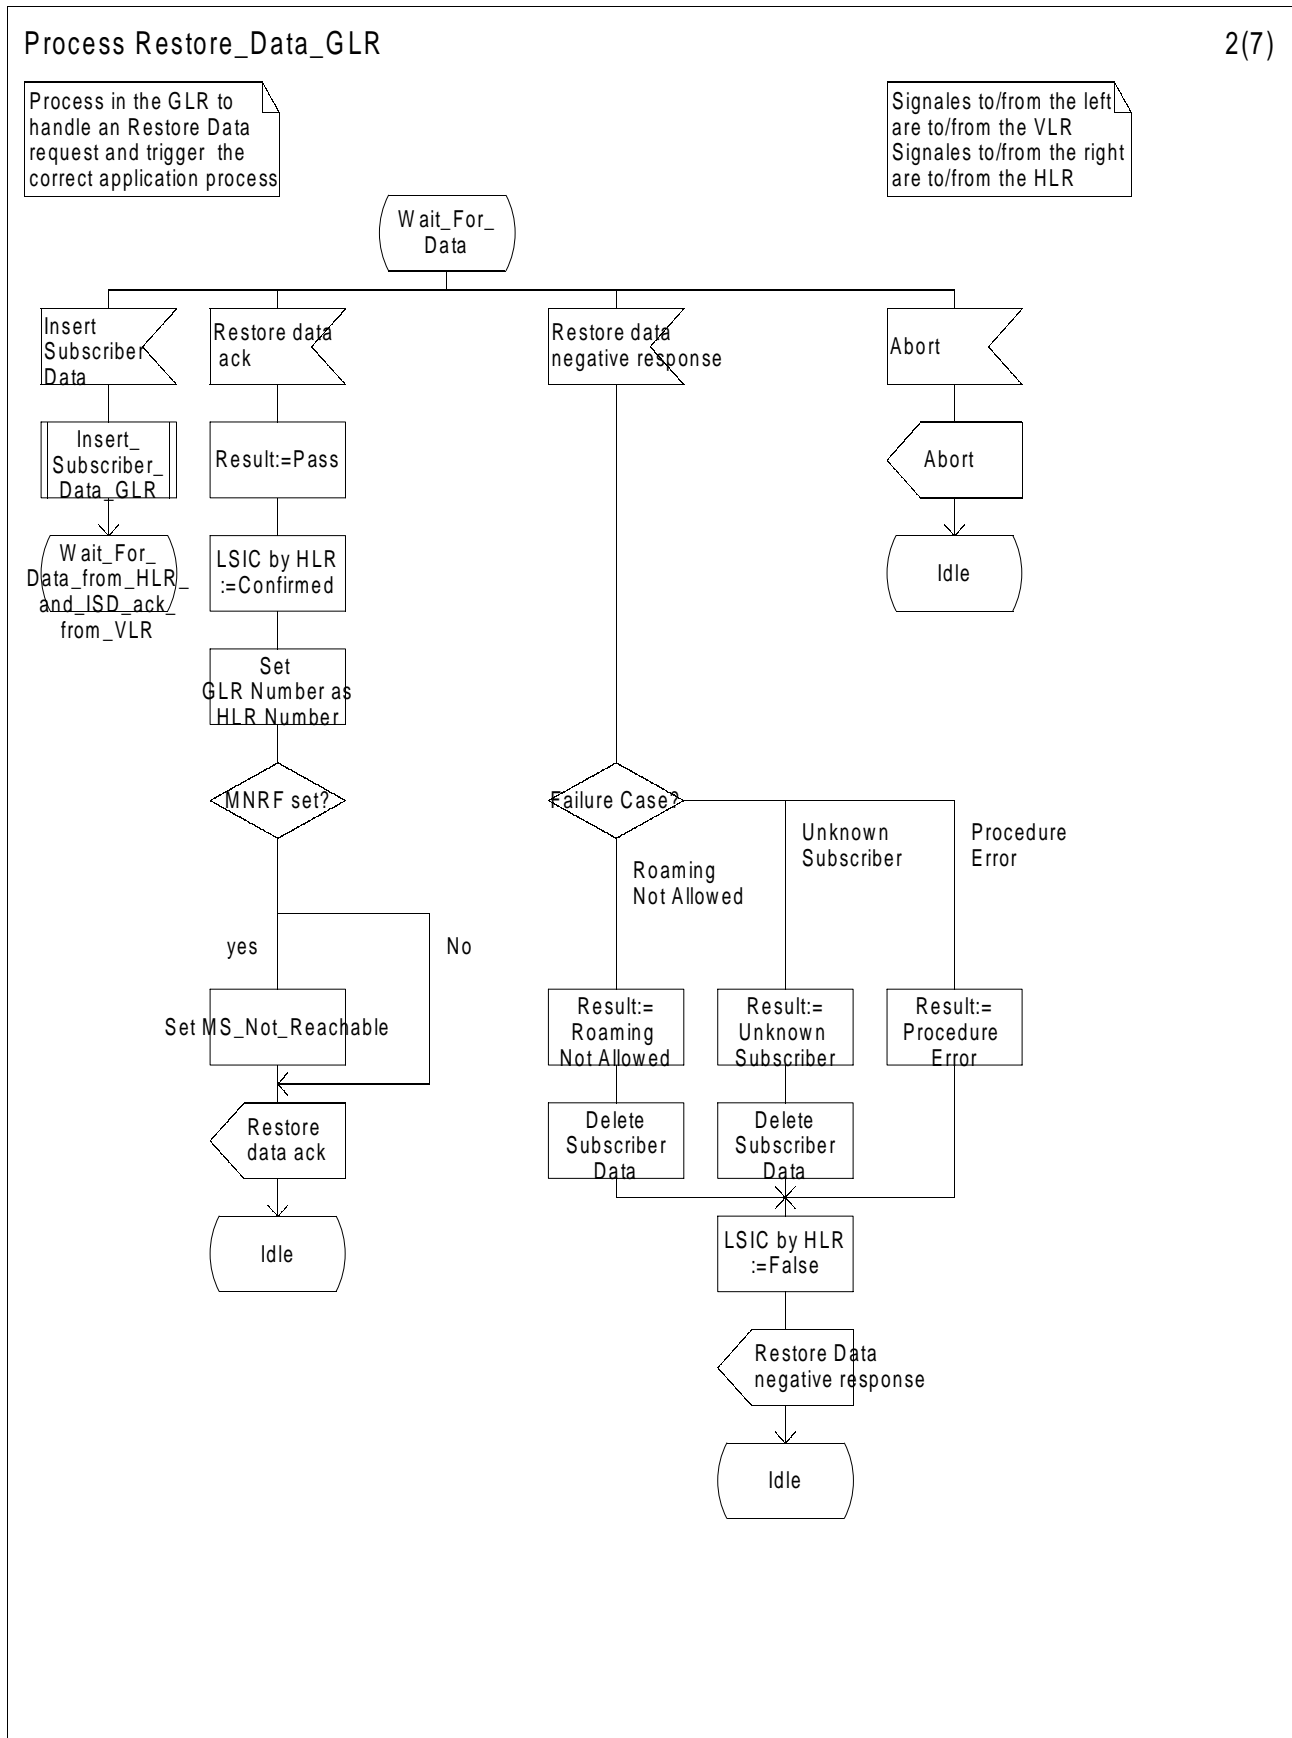 Process Restore_Data_GLR
2(7)
Process in the GLR to
handle an Restore Data
request and trigger the
correct application process
Signales to/from the left
are to/from the VLR
Signales to/from the right
are to/from the HLR
Wait_For_
Data
Insert
Subscriber
Data
Restore data
ack
Restore data
negative response
Abort
Insert_
Subscriber_
Data_GLR
Result:=Pass
Abort
Wait_For_
Data_from_HLR_
and_ISD_ack_
from_VLR
LSIC by HLR
:=Confirmed
Idle
Set
GLR Number as
HLR Number
MNRF set?
Failure Case?
Unknown
Subscriber
Procedure
Error
Roaming
Not Allowed
yes
No
Set MS_Not_Reachable
Result:=
Roaming
Not Allowed
Result:=
Unknown
Subscriber
Result:=
Procedure
Error
Restore
data ack
Delete
Subscriber
Data
Delete
Subscriber
Data
Idle
LSIC by HLR
:=False
Restore Data
negative response
Idle